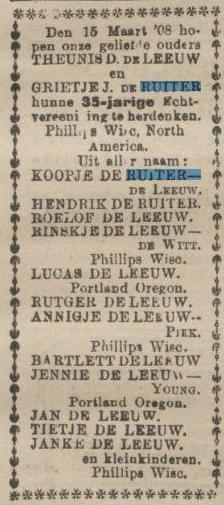 Den 15 Maart '08 ho-
pen onze geliefde ouders
THEUNIS D. DE LEEUW
en
GRIETJE J. DE RUITER
hunne 35-jarige Echt-
vereeniging te herdenken.
Phillips Wisc, North
America.
Uit aller naam:
KOOPJE DE RUITER—
DE LEEUW.
HENDRIK DE RUITER.
ROELOF DE LEEUW.
RINSKJE DE LEEUW—
DE WITT.
Phillips Wisc.
LUCAS DE LEEUW.
Portland Oregon.
RUTGER DE LEEUW.
ANNIGJE DE LEEUW--
PIEK.
Phillips Wisc.
BARTLETT DE LEEUW
JENNIE DE LEEUW—
YOUNG.
Portland Oregon.
JAN DE LEEUW.
TIETJE DE LEEUW.
JANKE DE LEEUW.
en kleinkinderen.
Phillips Wisc.